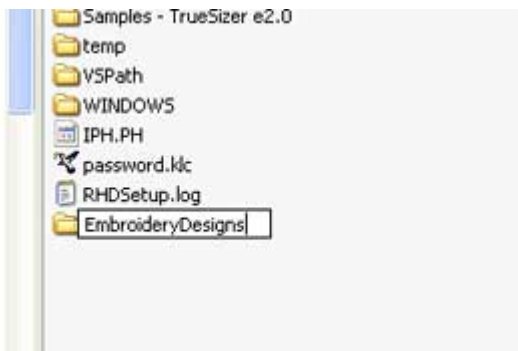 Samples - TrueSizer e2.0
temp
VSPath
WINDOWS
IPH.PH
password.klc
RHDSetup.log
EmbroideryDesigns